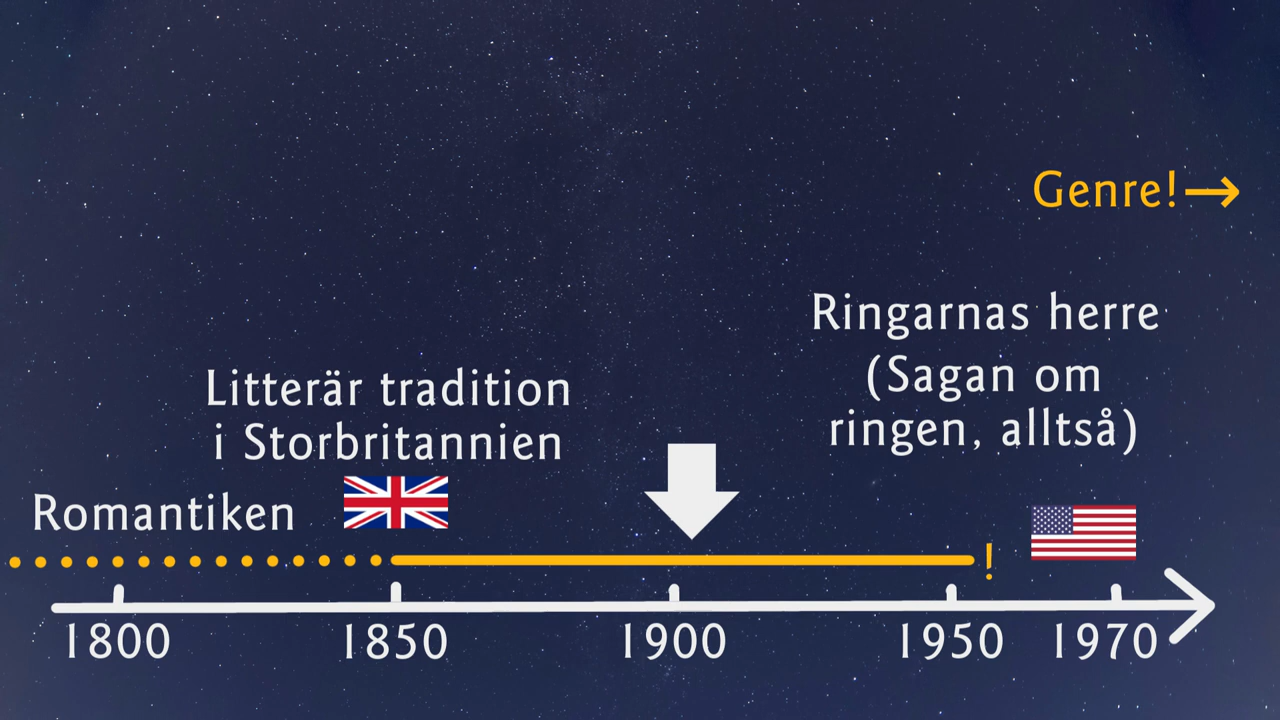 Genre!→
Ringarnas herre
(Sagan om
ringen, alltså)
Litterär tradition
i Storbritannien
Romantiken
!
1800 1850 1900 1950 1970